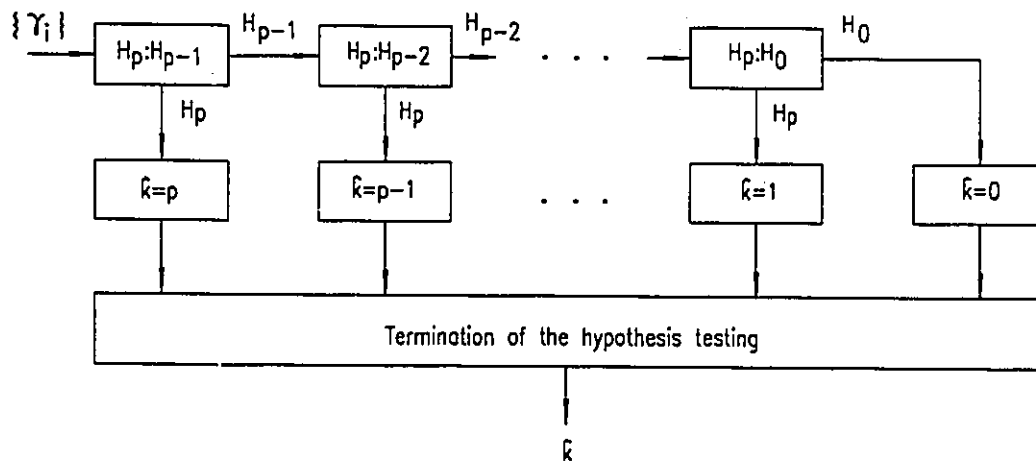 {γᵢ}
Hₚ:Hₚ₋₁
Hₚ₋₁
Hₚ:Hₚ₋₂
Hₚ₋₂
. . .
Hₚ:H₀
H₀
Hₚ
Hₚ
Hₚ
k̂=p
k̂=p-1
. . .
k̂=1
k̂=0
Termination of the hypothesis testing
k̂